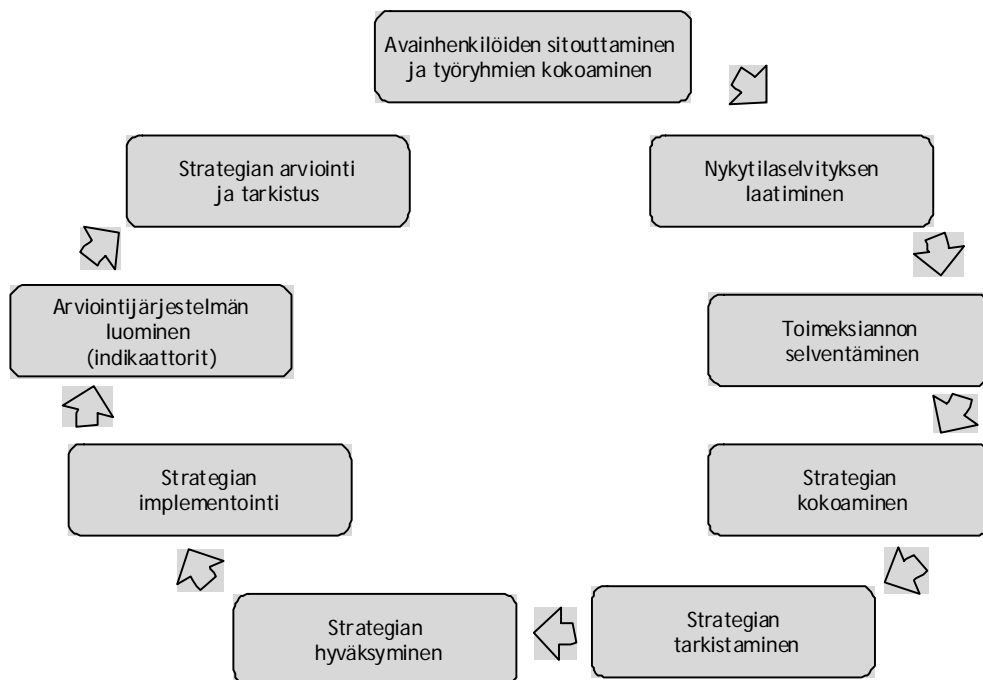 Avainhenkilöiden sitouttaminen
ja työryhmien kokoaminen
Nykytilaselvityksen
laatiminen
Toimeksiannon
selventäminen
Strategian
kokoaminen
Strategian
tarkistaminen
Strategian
hyväksyminen
Strategian
implementointi
Arviointijärjestelmän
luominen
(indikaattorit)
Strategian arviointi
ja tarkistus